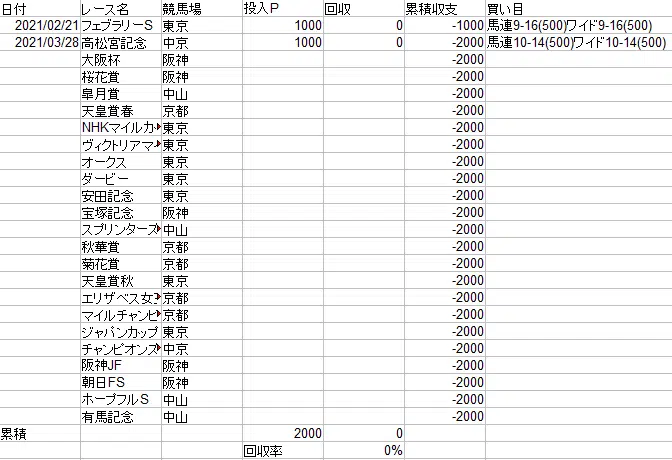 日付 レース名 競馬場 投入P 回収 累積収支 買い目
2021/02/21 フェブラリーS 東京 1000 0 -1000 馬連9-16(500)ワイド9-16(500)
2021/03/28 高松宮記念 中京 1000 0 -2000 馬連10-14(500)ワイド10-14(500)
大阪杯 阪神 -2000
桜花賞 阪神 -2000
皐月賞 中山 -2000
天皇賞春 京都 -2000
NHKマイルカ 東京 -2000
ヴィクトリアマ 東京 -2000
オークス 東京 -2000
ダービー 東京 -2000
安田記念 東京 -2000
宝塚記念 阪神 -2000
スプリンターズ 中山 -2000
秋華賞 京都 -2000
菊花賞 京都 -2000
天皇賞秋 東京 -2000
エリザベス女 京都 -2000
マイルチャンピ 京都 -2000
ジャパンカップ 東京 -2000
チャンピオンズ 中京 -2000
阪神JF 阪神 -2000
朝日FS 阪神 -2000
ホープフルS 中山 -2000
有馬記念 中山 -2000
累積 2000 0
回収率 0%